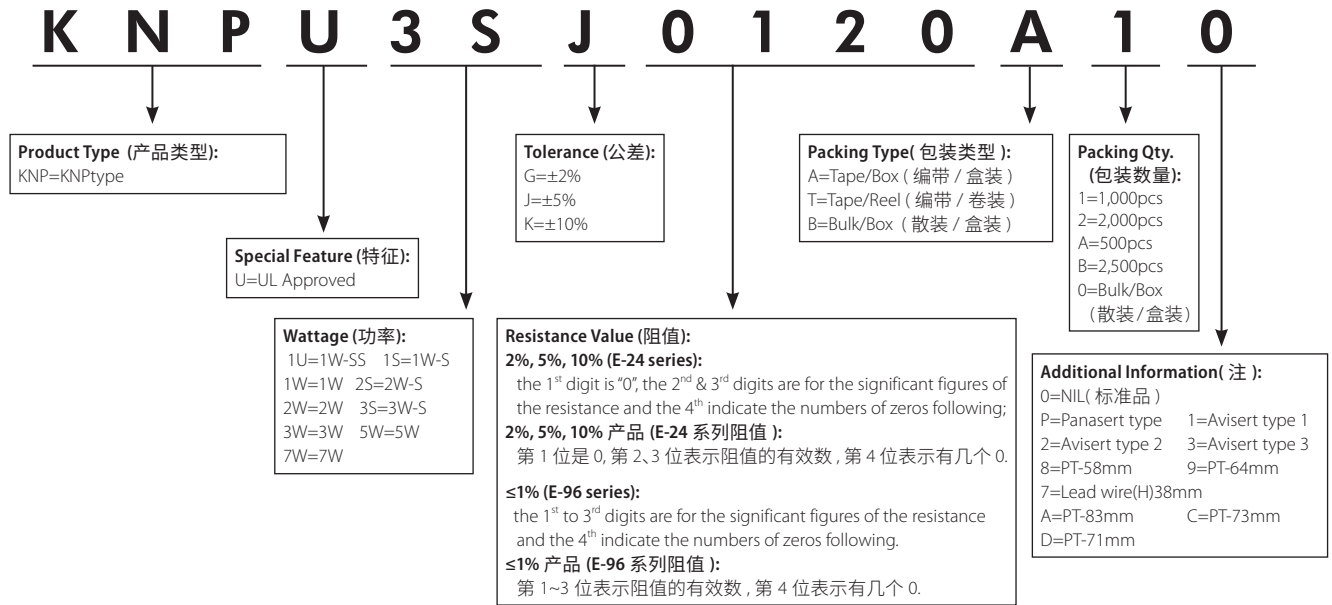 K N P U 3 S J 0 1 2 0 A 1 0
Product Type (产品类型):
KNP=KNPtype
Special Feature (特征):
U=UL Approved
Wattage (功率):
1U=1W-SS 1S=1W-S
1W=1W 2S=2W-S
2W=2W 3S=3W-S
3W=3W 5W=5W
7W=7W
Tolerance (公差):
G=±2%
J=±5%
K=±10%
Resistance Value (阻值):
2%, 5%, 10% (E-24 series):
the 1st digit is “0”, the 2nd & 3rd digits are for the significant figures of
the resistance and the 4th indicate the numbers of zeros following;
2%, 5%, 10% 产品 (E-24 系列阻值 ):
第 1 位是 0, 第 2、3 位表示阻值的有效数 , 第 4 位表示有几个 0.
≤1% (E-96 series):
the 1st to 3rd digits are for the significant figures of the resistance
and the 4th indicate the numbers of zeros following.
≤1% 产品 (E-96 系列阻值 ):
第 1~3 位表示阻值的有效数 , 第 4 位表示有几个 0.
Packing Type( 包装类型 ):
A=Tape/Box ( 编带 / 盒装 )
T=Tape/Reel ( 编带 / 卷装 )
B=Bulk/Box ( 散装 / 盒装 )
Packing Qty.
(包装数量):
1=1,000pcs
2=2,000pcs
A=500pcs
B=2,500pcs
0=Bulk/Box
(散装/盒装)
Additional Information( 注 ):
0=NIL( 标准品 )
P=Panasert type 1=Avisert type 1
2=Avisert type 2 3=Avisert type 3
8=PT-58mm 9=PT-64mm
7=Lead wire(H)38mm
A=PT-83mm C=PT-73mm
D=PT-71mm